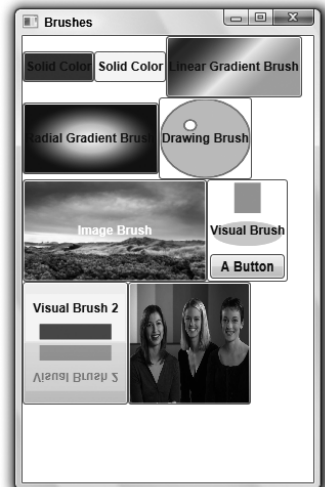 Brushes
Solid Color
Solid Color
Linear Gradient Brush
Radial Gradient Brush
Drawing Brush
Image Brush
Visual Brush
A Button
Visual Brush 2
Visual Brush 2